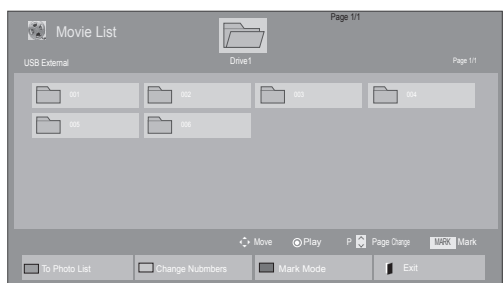 Page 1/1
Movie List
USB External
Drive1
Page 1/1
001 002 003 004
005 006
Move Play P Page Change MARK Mark
To Photo List Change Nubmbers Mark Mode Exit